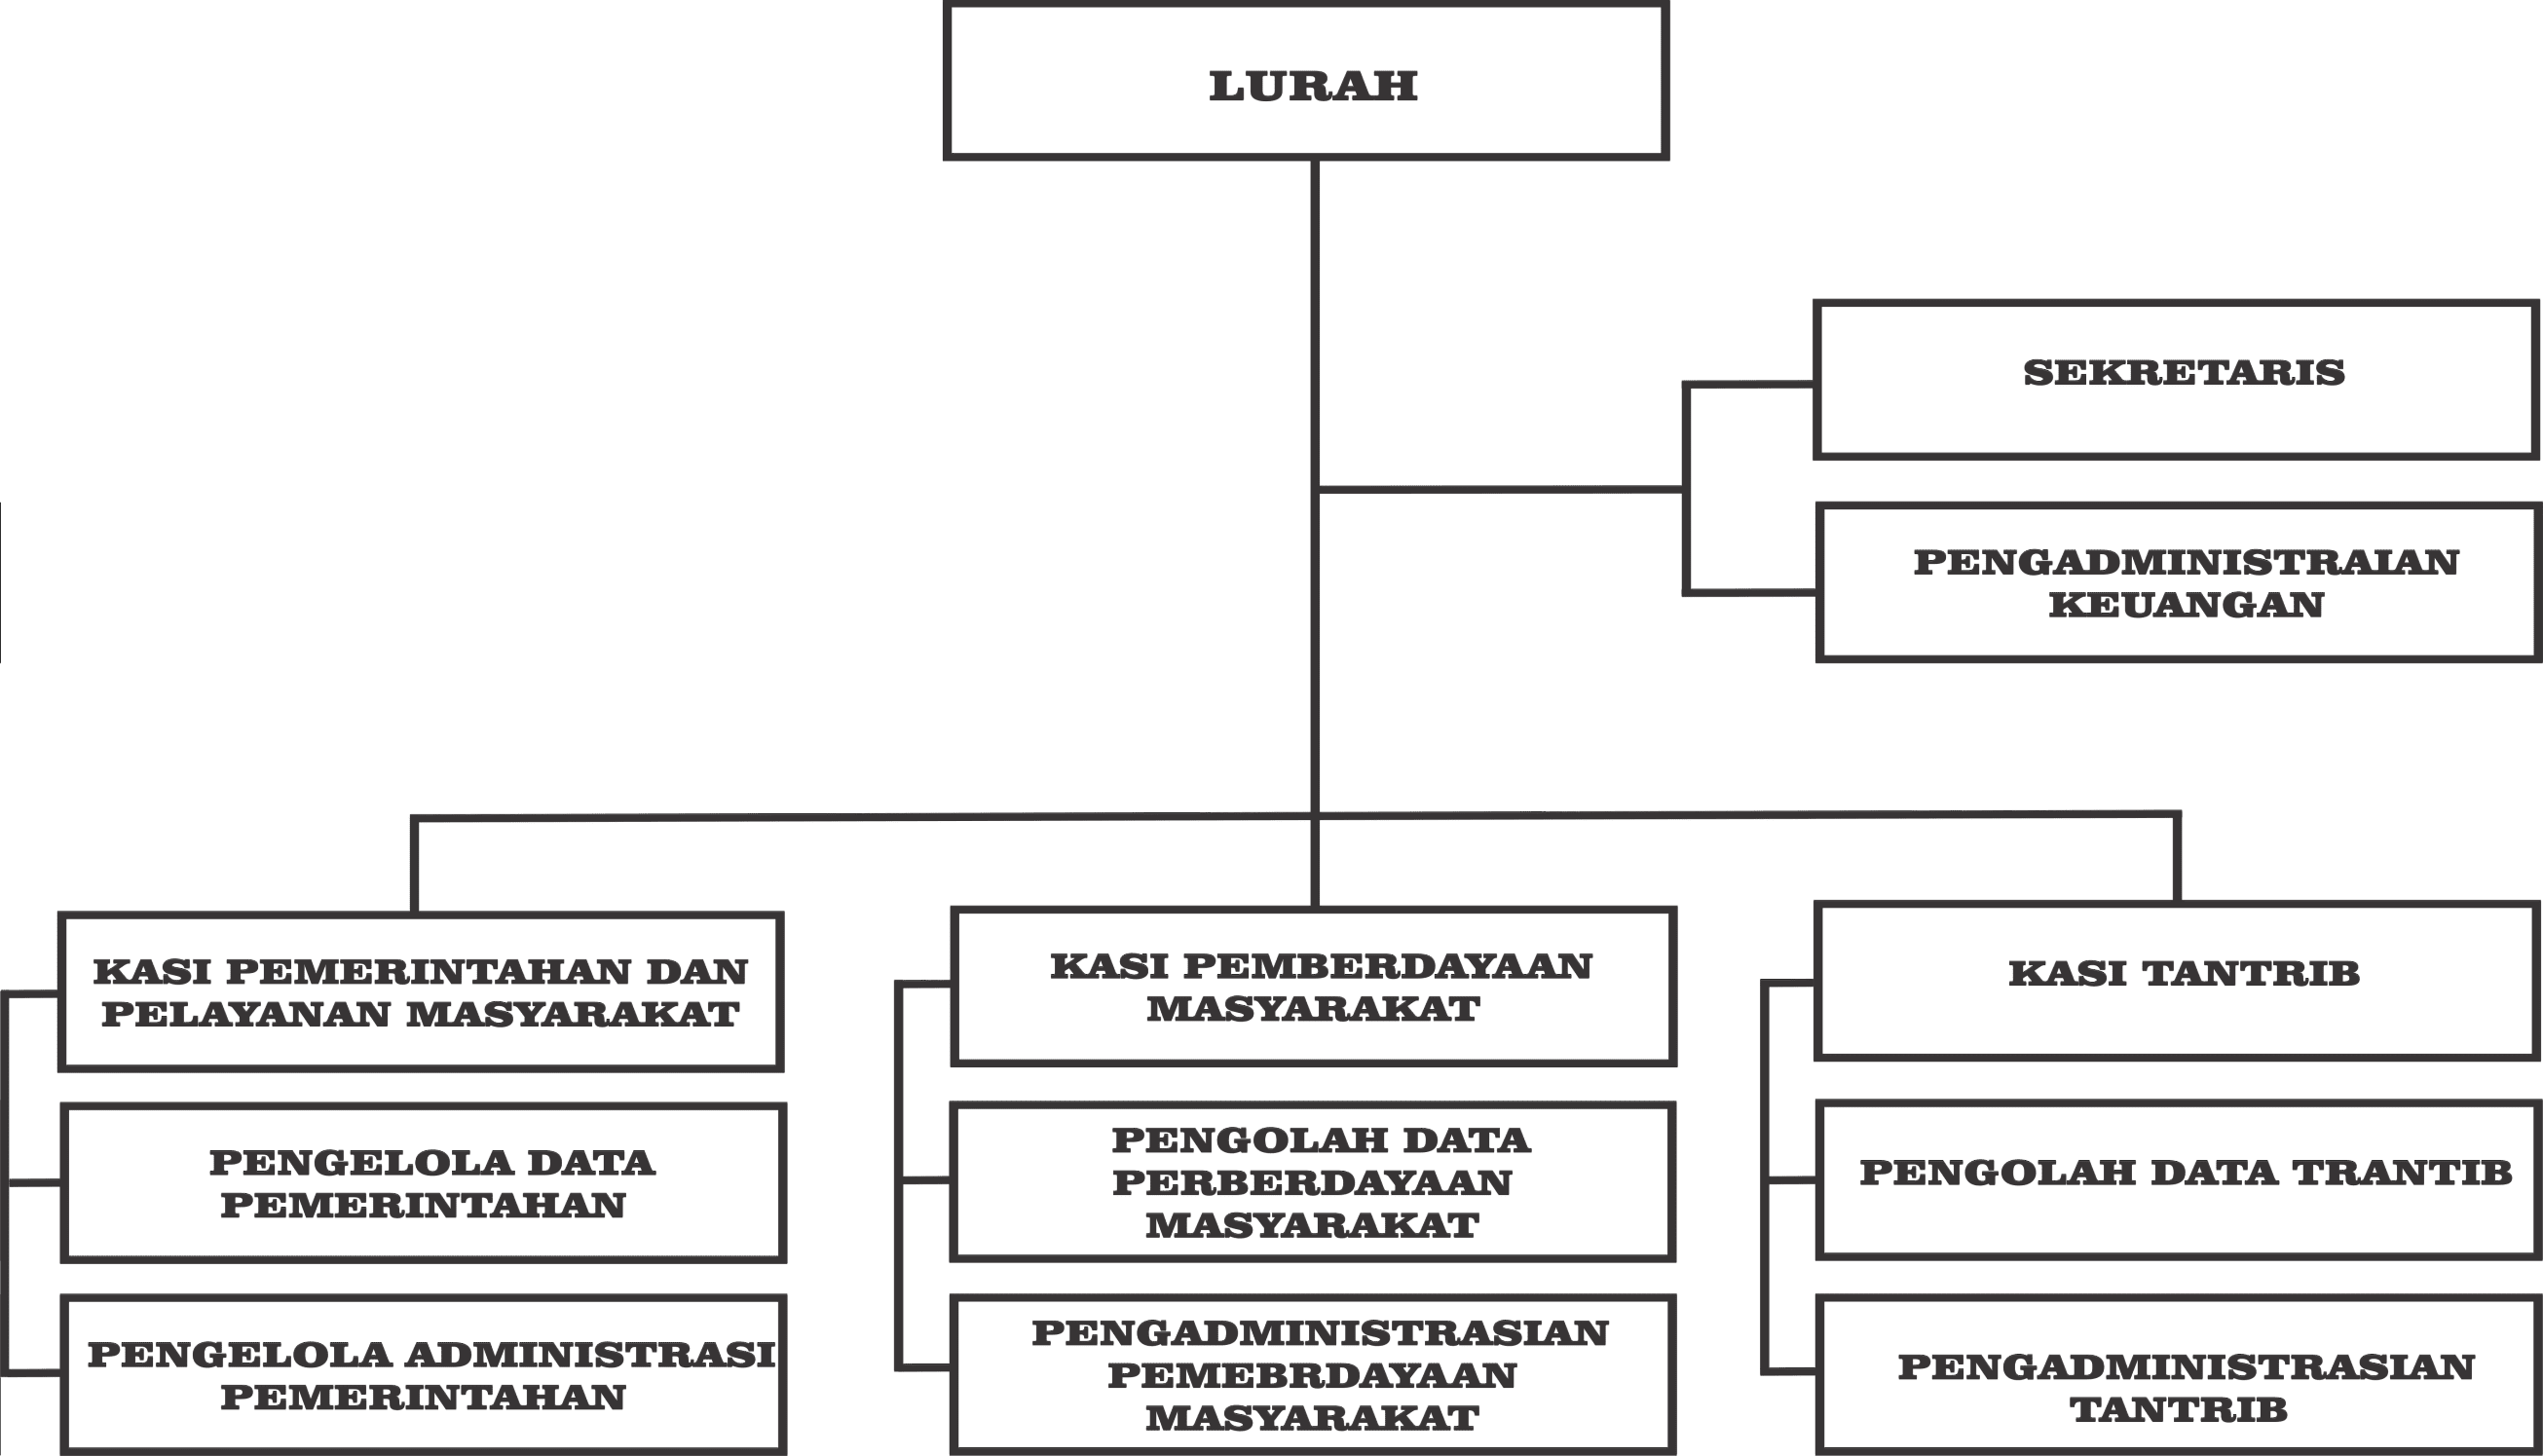 LURAH
SEKRETARIS
PENGADMINISTRAIAN
KEUANGAN
KASI PEMERINTAHAN DAN
PELAYANAN MASYARAKAT
PENGELOLA DATA
PEMERINTAHAN
PENGELOLA ADMINISTRASI
PEMERINTAHAN
KASI PEMBERDAYAAN
MASYARAKAT
PENGOLAH DATA
PERBERDAYAAN
MASYARAKAT
PENGADMINISTRASIAN
PEMEBRDAYAAN
MASYARAKAT
KASI TANTRIB
PENGOLAH DATA TRANTIB
PENGADMINISTRASIAN
TANTRIB